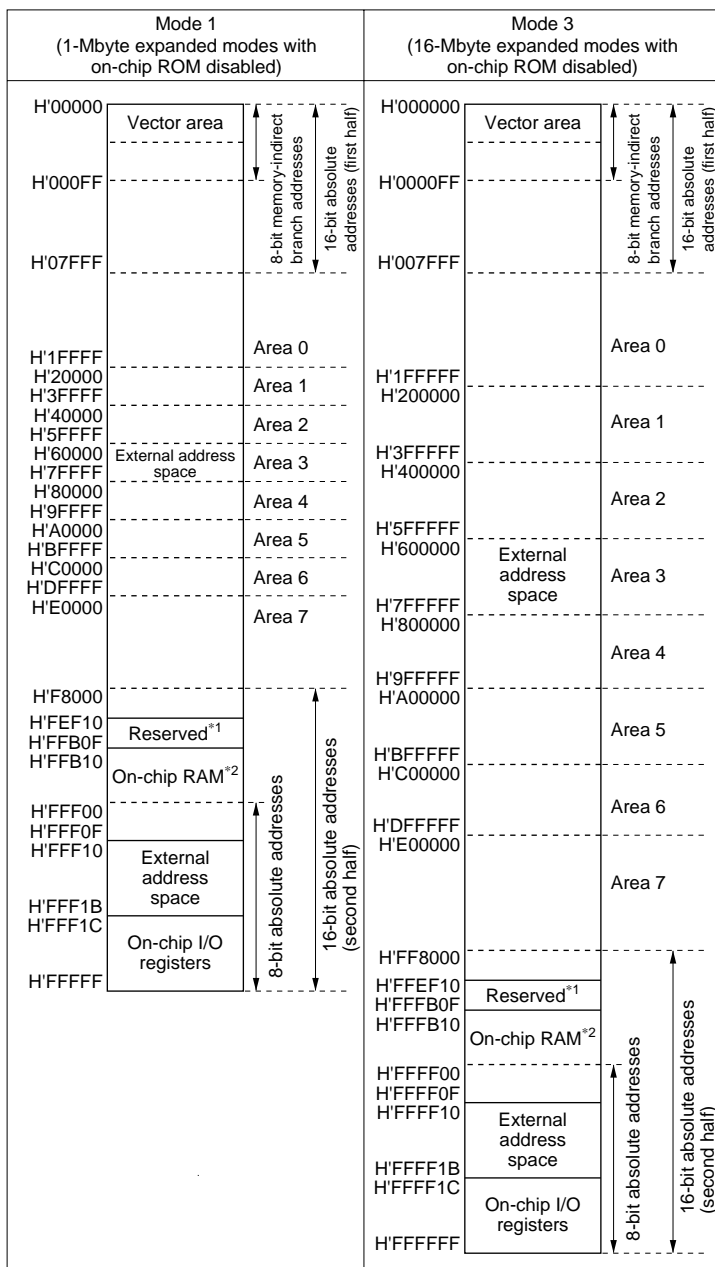 Mode 1
(1-Mbyte expanded modes with
on-chip ROM disabled)
H'00000
Vector area
H'000FF
8-bit memory-indirect
branch addresses
16-bit absolute
addresses (first half)
H'07FFF
H'1FFFF
Area 0
H'20000
H'3FFFF
Area 1
H'40000
H'5FFFF
Area 2
H'60000
H'7FFFF
External address
space
Area 3
H'80000
H'9FFFF
Area 4
H'A0000
H'BFFFF
Area 5
H'C0000
H'DFFFF
Area 6
H'E0000
Area 7
H'F8000
H'FEF10
Reserved*1
H'FFB0F
H'FFB10
On-chip RAM*2
H'FFF00
H'FFF0F
H'FFF10
External
address
space
H'FFF1B
H'FFF1C
On-chip I/O
registers
H'FFFFF
8-bit absolute addresses
16-bit absolute addresses
(second half)
Mode 3
(16-Mbyte expanded modes with
on-chip ROM disabled)
H'000000
Vector area
H'0000FF
8-bit memory-indirect
branch addresses
16-bit absolute
addresses (first half)
H'007FFF
Area 0
H'1FFFFF
H'200000
Area 1
H'3FFFFF
H'400000
Area 2
H'5FFFFF
H'600000
External
address
space
Area 3
H'7FFFFF
H'800000
Area 4
H'9FFFFF
H'A00000
Area 5
H'BFFFFF
H'C00000
Area 6
H'DFFFFF
H'E00000
Area 7
H'FF8000
H'FFEF10
Reserved*1
H'FFFB0F
H'FFFB10
On-chip RAM*2
H'FFFF00
H'FFFF0F
H'FFFF10
External
address
space
H'FFFF1B
H'FFFF1C
On-chip I/O
registers
H'FFFFFF
8-bit absolute addresses
16-bit absolute addresses
(second half)